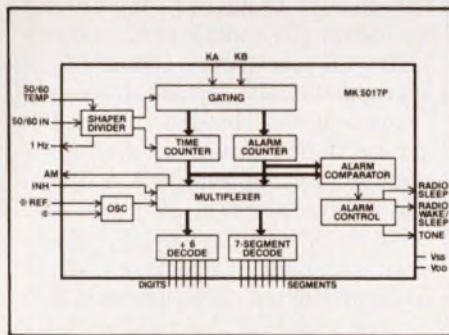 KA KB
50/60 TEMP
50/60 IN
1 Hz
SHAPER DIVIDER
GATING
MK 5017P
TIME COUNTER
ALARM COUNTER
ALARM COMPARATOR
AM
INH
MULTIPLEXER
ALARM CONTROL
RADIO SLEEP
RADIO WAKE/SLEEP
TONE
REF.
OSC
÷ 6 DECODE
7-SEGMENT DECODE
VSS
VDD
DIGITS
SEGMENTS